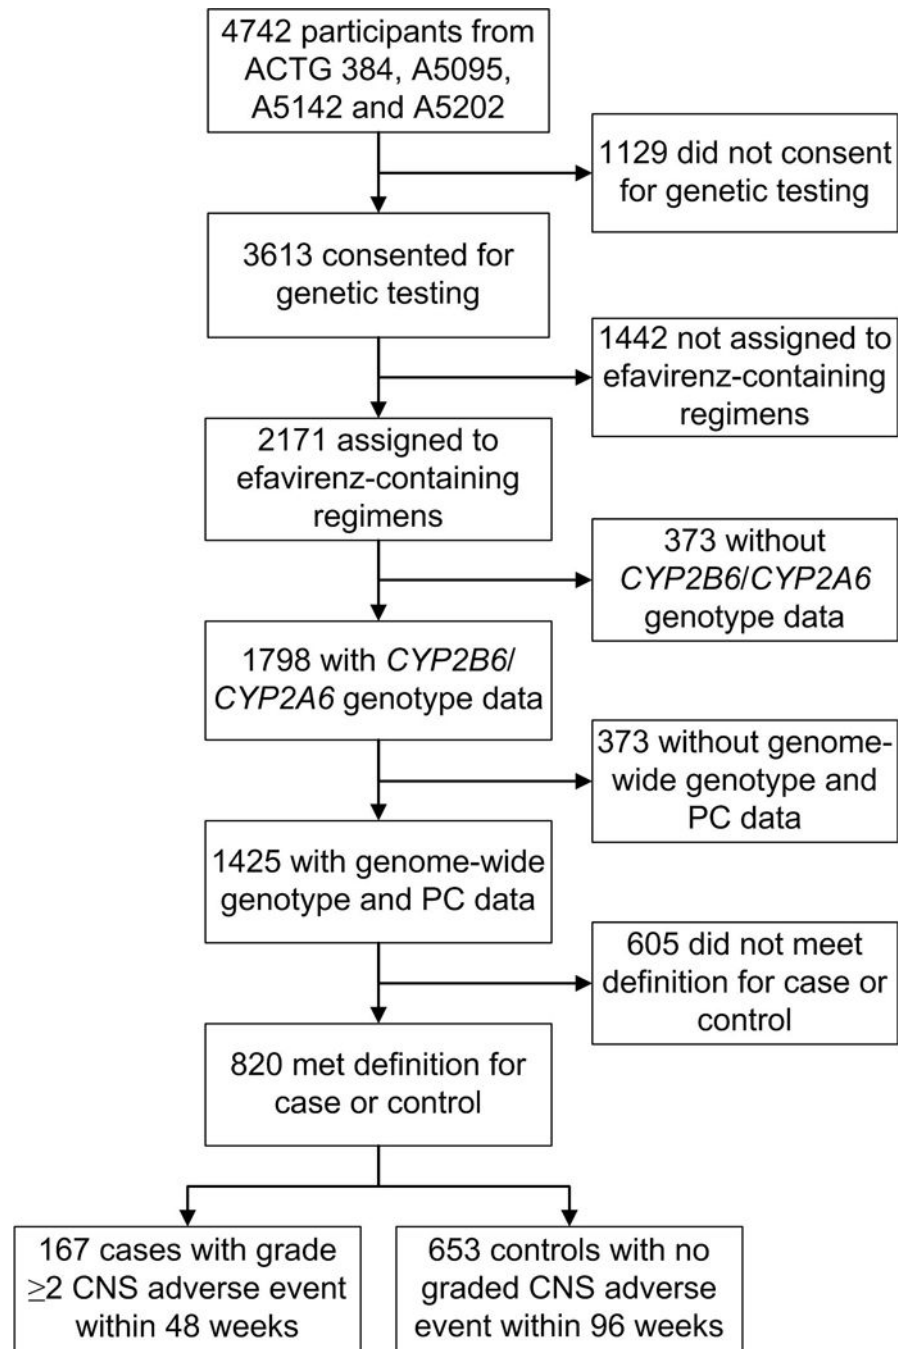 4742 participants from
ACTG 384, A5095,
A5142 and A5202
1129 did not consent
for genetic testing
3613 consented for
genetic testing
1442 not assigned to
efavirenz-containing
regimens
2171 assigned to
efavirenz-containing
regimens
373 without
CYP2B6/CYP2A6
genotype data
1798 with CYP2B6/
CYP2A6 genotype data
373 without genome-
wide genotype and
PC data
1425 with genome-wide
genotype and PC data
605 did not meet
definition for case or
control
820 met definition for
case or control
167 cases with grade
≥2 CNS adverse event
within 48 weeks
653 controls with no
graded CNS adverse
event within 96 weeks